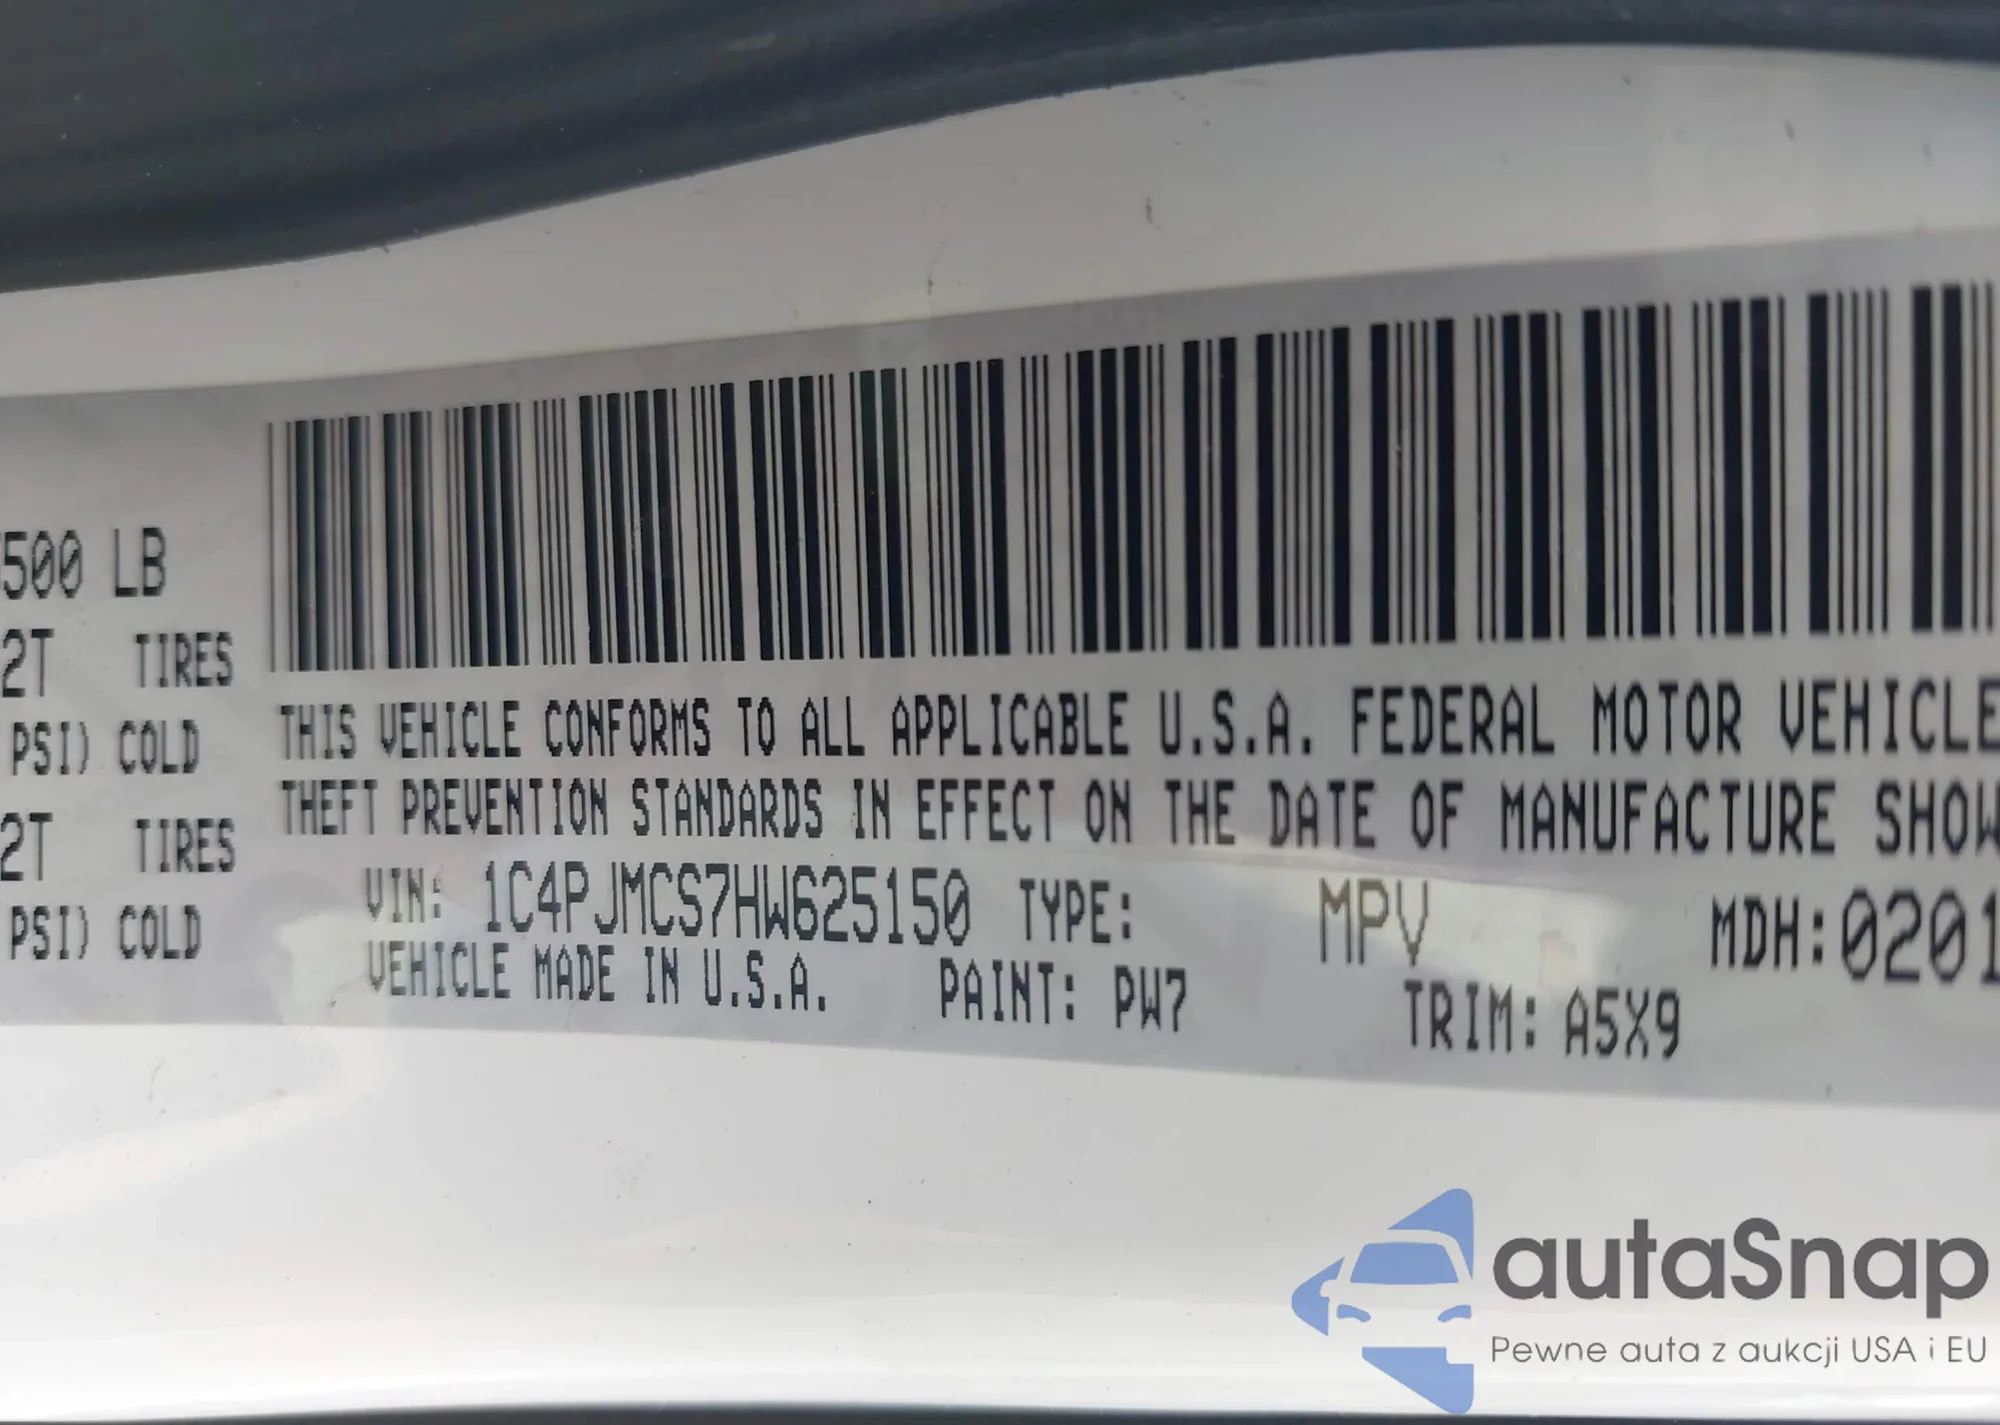 500 LB
2T TIRES
PSI) COLD
2T TIRES
PSI) COLD
THIS VEHICLE CONFORMS TO ALL APPLICABLE U.S.A. FEDERAL MOTOR VEHICLE
THEFT PREVENTION STANDARDS IN EFFECT ON THE DATE OF MANUFACTURE SHOW
VIN: 1C4PJMCS7HW625150 TYPE: MPV MDH:0201
VEHICLE MADE IN U.S.A. PAINT: PW7 TRIM: A5X9
autaSnap
Pewne auta z aukcji USA i EU